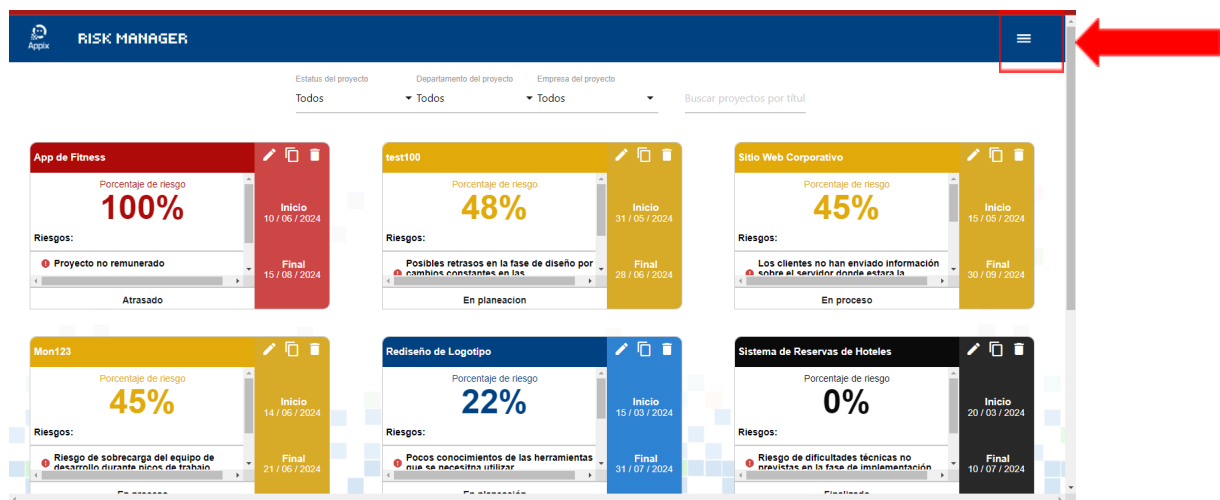 Appix
RISK MANAGER
Estatus del proyecto
Departamento del proyecto
Empresa del proyecto
Todos
Todos
Todos
Buscar proyectos por títul
App de Fitness
Porcentaje de riesgo
100%
Riesgos:
Proyecto no remunerado
Atrasado
Inicio
10 / 06 / 2024
Final
15 / 08 / 2024
test100
Porcentaje de riesgo
48%
Riesgos:
Posibles retrasos en la fase de diseño por
cambios constantes en las
En planeacion
Inicio
31 / 05 / 2024
Final
28 / 06 / 2024
Sitio Web Corporativo
Porcentaje de riesgo
45%
Riesgos:
Los clientes no han enviado información
sobre el servidor donde estara la
En proceso
Inicio
15 / 05 / 2024
Final
30 / 09 / 2024
Mon123
Porcentaje de riesgo
45%
Riesgos:
Riesgo de sobrecarga del equipo de
desarrollo durante picos de trabajo
En proceso
Inicio
14 / 06 / 2024
Final
21 / 06 / 2024
Rediseño de Logotipo
Porcentaje de riesgo
22%
Riesgos:
Pocos conocimientos de las herramientas
que se necesitna utilizar
En planeación
Inicio
15 / 03 / 2024
Final
31 / 07 / 2024
Sistema de Reservas de Hoteles
Porcentaje de riesgo
0%
Riesgos:
Riesgo de dificultades técnicas no
previstas en la fase de implementación
Finalizado
Inicio
20 / 03 / 2024
Final
10 / 07 / 2024